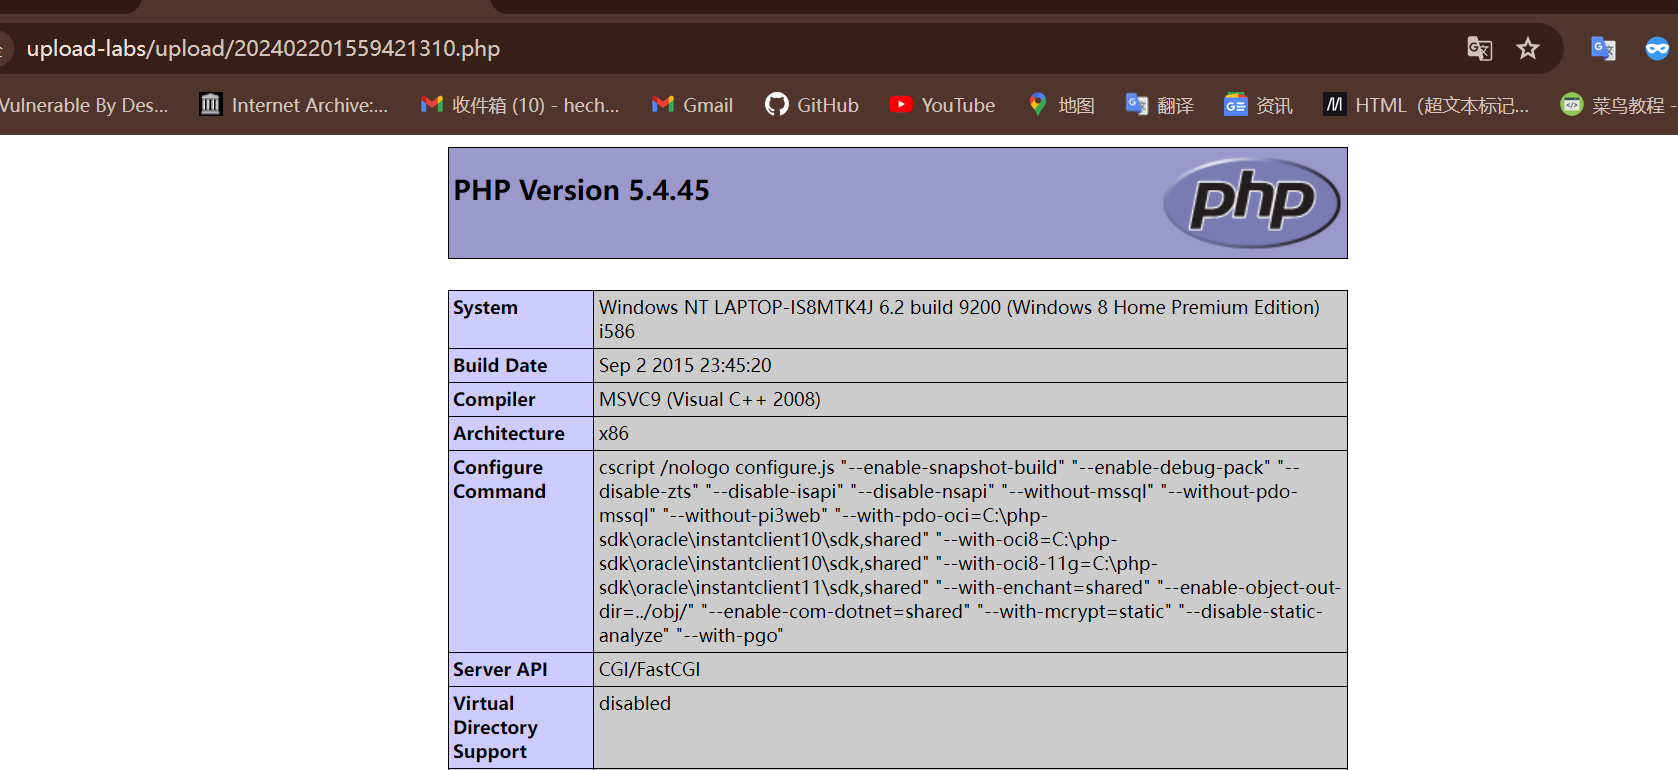 upload-labs/upload/202402201559421310.php
Vulnerable By Des... Internet Archive:... 收件箱 (10) - hech... Gmail GitHub YouTube 地图 翻译 资讯 HTML（超文本标记... 菜鸟教程 -
PHP Version 5.4.45
php
System Windows NT LAPTOP-IS8MTK4J 6.2 build 9200 (Windows 8 Home Premium Edition)
i586
Build Date Sep 2 2015 23:45:20
Compiler MSVC9 (Visual C++ 2008)
Architecture x86
Configure cscript /nologo configure.js "--enable-snapshot-build" "--enable-debug-pack" "--
Command disable-zts" "--disable-isapi" "--disable-nsapi" "--without-mssql" "--without-pdo-
mssql" "--without-pi3web" "--with-pdo-oci=C:\php-
sdk\oracle\instantclient10\sdk,shared" "--with-oci8=C:\php-
sdk\oracle\instantclient10\sdk,shared" "--with-oci8-11g=C:\php-
sdk\oracle\instantclient11\sdk,shared" "--with-enchant=shared" "--enable-object-out-
dir=../obj/" "--enable-com-dotnet=shared" "--with-mcrypt=static" "--disable-static-
analyze" "--with-pgo"
Server API CGI/FastCGI
Virtual disabled
Directory
Support